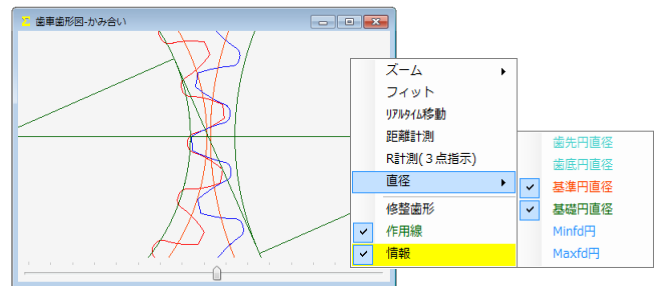 歯車歯形図-かみ合い
ズーム
フィット
ﾘｱﾙﾀｲﾑ移動
距離計測
R計測(３点指示)
直径
修整歯形
作用線
情報
歯先円直径
歯底円直径
基準円直径
基礎円直径
Minfd円
Maxfd円